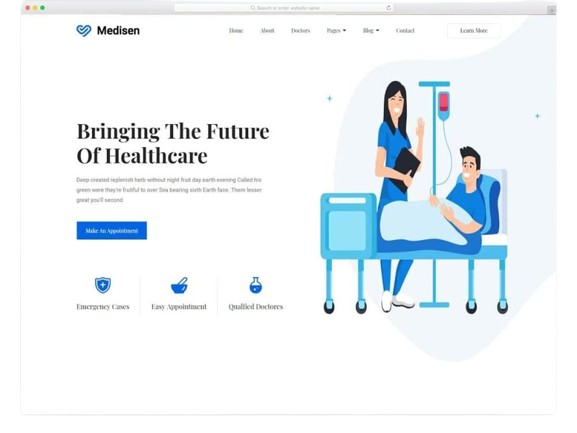 Search or enter website name
Medisen
Home About Doctors Pages Blog Contact Learn More
Bringing The Future
Of Healthcare
Deep created replenish herb without night fruit day earth evening Called his
green were they're fruitful to over Sea bearing sixth Earth face. Them lesser
great you'll second
Make An Appointment
Emergency Cases Easy Appointment Qualfied Doctores